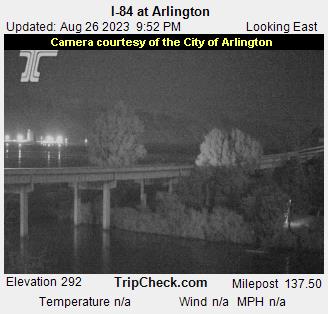 I-84 at Arlington
Updated: Aug 26 2023 9:52 PM Looking East
Camera courtesy of the City of Arlington
Elevation 292 TripCheck.com Milepost 137.50
Temperature n/a Wind n/a MPH n/a